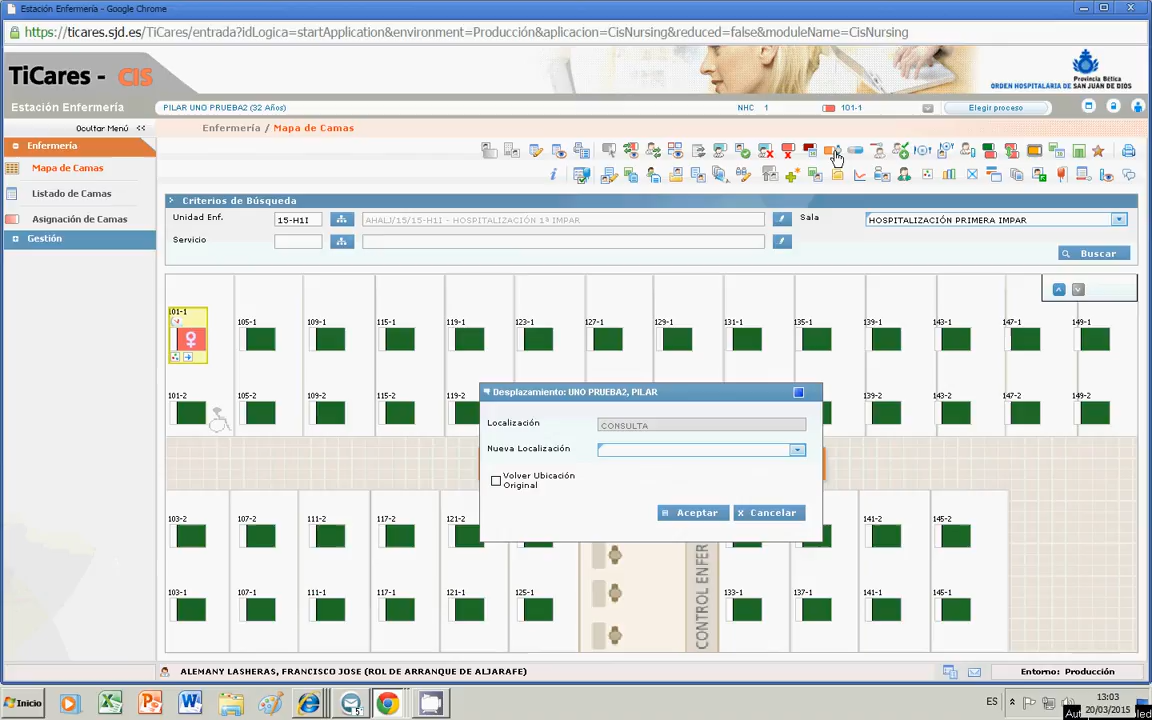 Estación Enfermería - Google Chrome
https://ticares.sjd.es/TiCares/entrada?idLogica=startApplication&environment=Producción&aplicacion=CisNursing&reduced=false&moduleName=CisNursing
TiCares - CIS
Provincia Bética
ORDEN HOSPITALARIA DE SAN JUAN DE DIOS
Estación Enfermería
PILAR UNO PRUEBA2 (32 Años)
NHC 1
101-1
Elegir proceso
Ocultar Menú <<
Enfermería / Mapa de Camas
Enfermería
Mapa de Camas
Listado de Camas
Asignación de Camas
Gestión
Criterios de Búsqueda
Unidad Enf. 15-H1I AHALJ/15/15-H1I - HOSPITALIZACIÓN 1ª IMPAR Sala HOSPITALIZACIÓN PRIMERA IMPAR
Servicio
Buscar
101-1 105-1 109-1 115-1 119-1 123-1 127-1 129-1 131-1 135-1 139-1 143-1 147-1 149-1
Desplazamiento: UNO PRUEBA2, PILAR
Localización CONSULTA
Nueva Localización
Volver Ubicación Original
Aceptar Cancelar
101-2 105-2 109-2 115-2 119-2 139-2 143-2 147-2 149-2
103-2 107-2 111-2 117-2 121-2 141-2 145-2
103-1 107-1 111-1 117-1 121-1 125-1 133-1 137-1 141-1 145-1
CONTROL ENFER
ALEMANY LASHERAS, FRANCISCO JOSE (ROL DE ARRANQUE DE ALJARAFE)
Entorno: Producción
Inicio
ES
13:03
20/03/2015